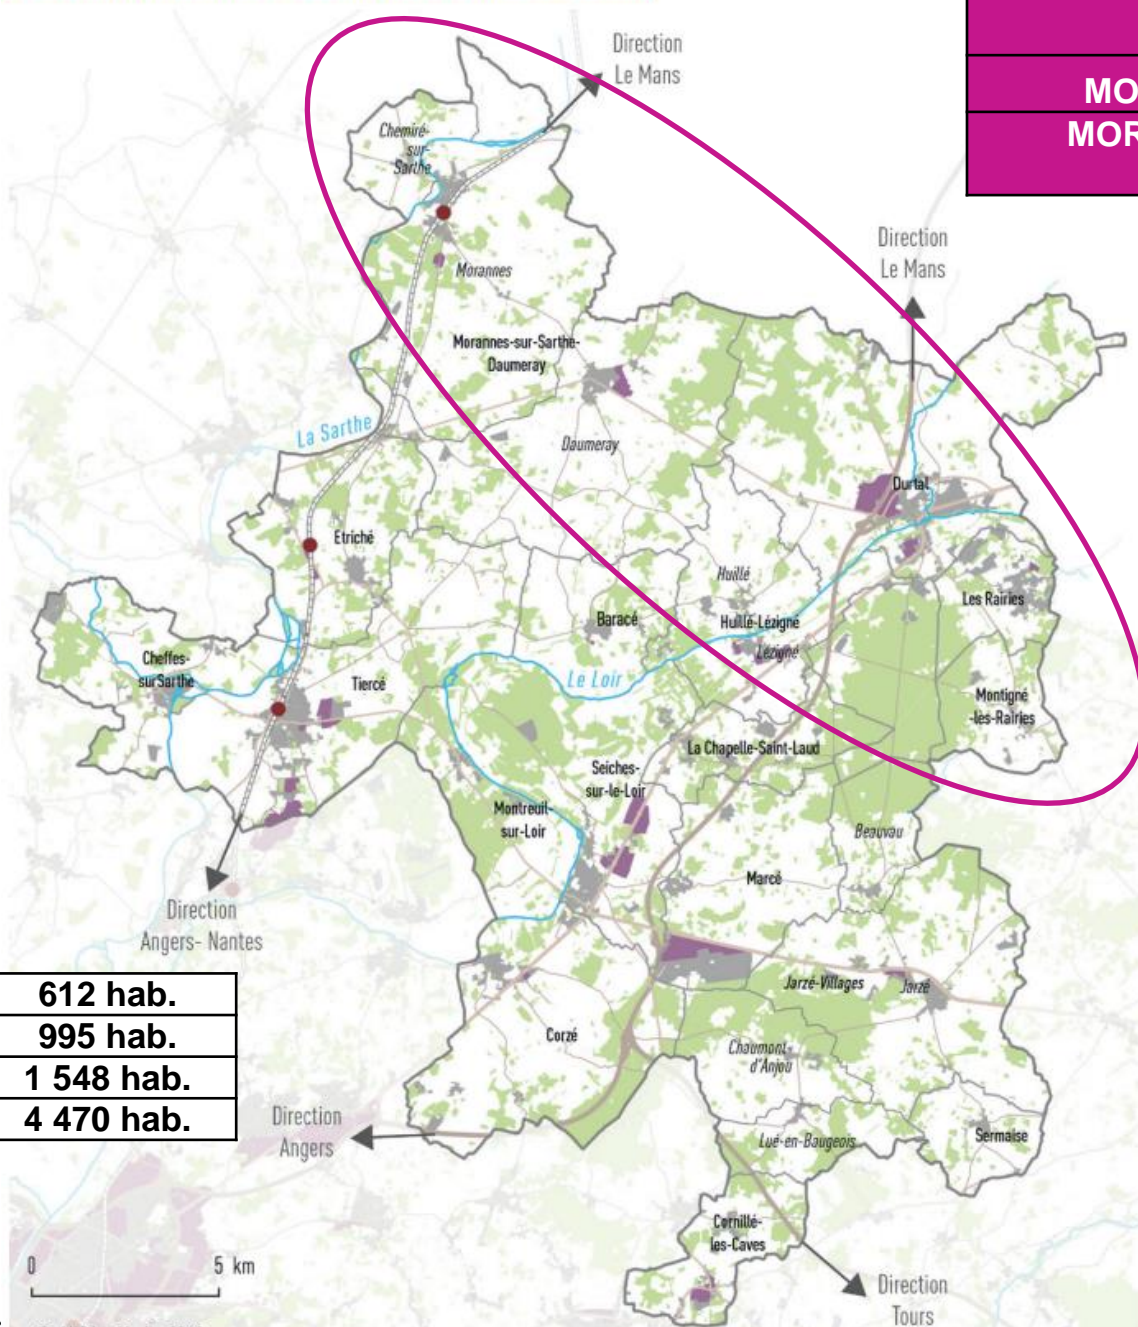 Direction
Le Mans
MO
MOR
Chemiré-
sur-
Sarthe
Direction
Le Mans
Morannes
Morannes-sur-Sarthe-
Daumeray
La Sarthe
Daumeray
Durtal
Etriché
Huillé
Les Rairies
Baracé
Huillé-Lézigné
Lézigné
Cheffes-
sur Sarthe
Tiercé
Le Loir
Montigné
-lès-Rairies
La Chapelle-Saint-Laud
Seiches-
sur-le-Loir
Montreuil-
sur-Loir
Beauvau
Marcé
Direction
Angers- Nantes
612 hab.
995 hab.
1 548 hab.
4 470 hab.
Jarzé-Villages
Jarzé
Corzé
Chaumont-
d'Anjou
Direction
Angers
Lué-en-Baugeois
Sermaise
Cornillé-
les-Caves
0
5 km
Direction
Tours